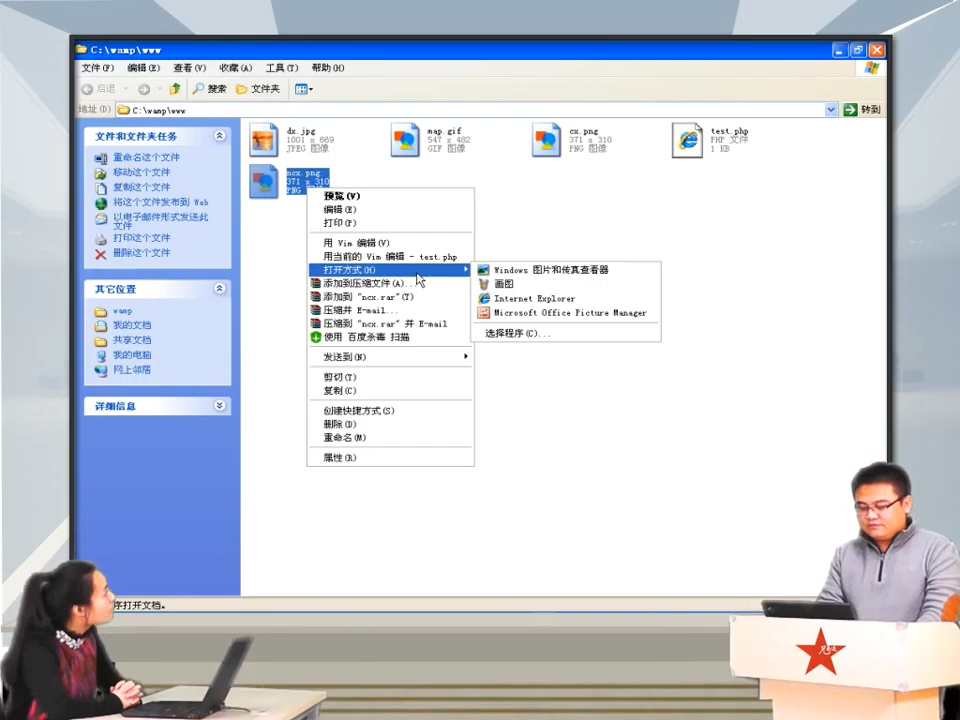 C:\wamp\www
文件(F) 编辑(E) 查看(V) 收藏(A) 工具(T) 帮助(H)
后退 搜索 文件夹
地址(D) C:\wamp\www 转到
文件和文件夹任务
重命名这个文件
移动这个文件
复制这个文件
将这个文件发布到 Web
以电子邮件形式发送此
文件
打印这个文件
删除这个文件
其它位置
wamp
我的文档
共享文档
我的电脑
网上邻居
详细信息
dx.jpg
1001 x 669
JPEG 图像
map.gif
547 x 482
GIF 图像
cx.png
371 x 310
PNG 图像
test.php
PHP 文件
1 KB
ncx.png
371 x 310
PNG
预览(V)
编辑(E)
打印(P)
用 Vim 编辑(V)
用当前的 Vim 编辑 - test.php
打开方式(H)
添加到压缩文件(A)...
添加到 "ncx.rar"(T)
压缩并 E-mail...
压缩到 "ncx.rar" 并 E-mail
使用 百度杀毒 扫描
发送到(N)
剪切(T)
复制(C)
创建快捷方式(S)
删除(D)
重命名(M)
属性(R)
Windows 图片和传真查看器
画图
Internet Explorer
Microsoft Office Picture Manager
选择程序(C)...
序打开文档。